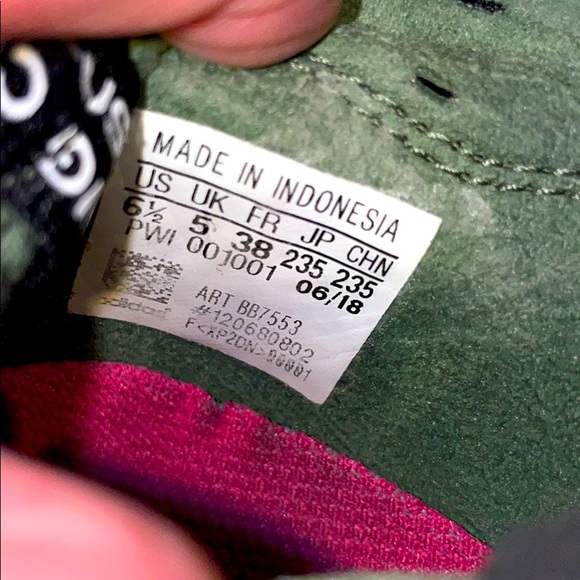 MADE IN INDONESIA
US UK FR JP CHN
6½ 5 38 235 235
PWI 001001 06/18
adidas
ART BB7553
#120680802
F<XP2DN>00001